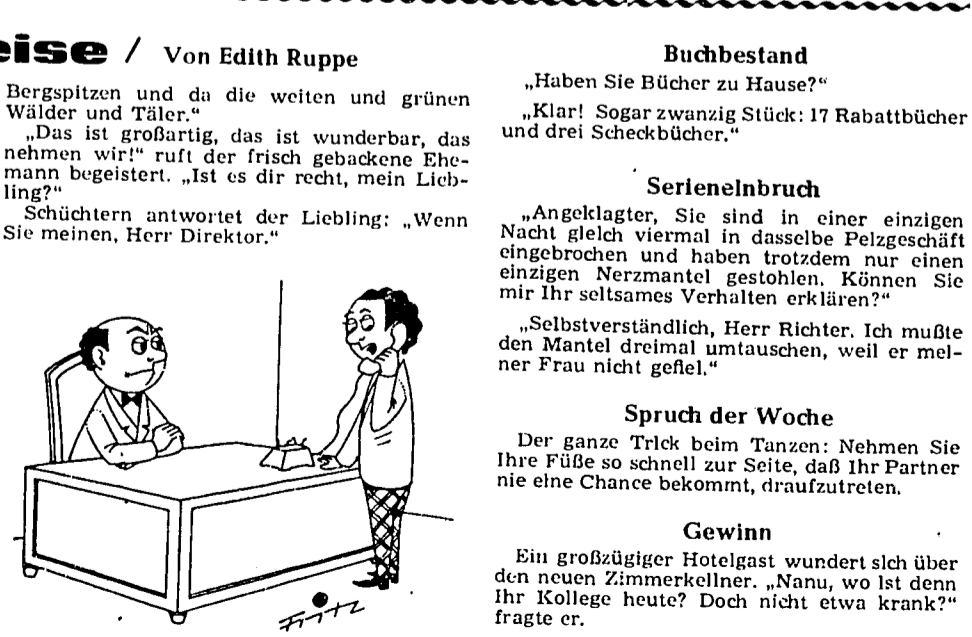 eise / Von Edith Ruppe
Bergspitzen und da die weiten und grünen
Wälder und Täler.“
„Das ist großartig, das ist wunderbar, das
nehmen wir!“ ruft der frisch gebackene Ehe-
mann begeistert. „Ist es dir recht, mein Lieb-
ling?“
Schüchtern antwortet der Liebling: „Wenn
Sie meinen, Herr Direktor.“
Fritz
Buchbestand
„Haben Sie Bücher zu Hause?“
„Klar! Sogar zwanzig Stück: 17 Rabattbücher
und drei Scheckbücher.“
Serieneinbruch
„Angeklagter, Sie sind in einer einzigen
Nacht gleich viermal in dasselbe Pelzgeschäft
eingebrochen und haben trotzdem nur einen
einzigen Nerzmantel gestohlen. Können Sie
mir Ihr seltsames Verhalten erklären?“
„Selbstverständlich, Herr Richter. Ich mußte
den Mantel dreimal umtauschen, weil er mei-
ner Frau nicht gefiel.“
Spruch der Woche
Der ganze Trick beim Tanzen: Nehmen Sie
Ihre Füße so schnell zur Seite, daß Ihr Partner
nie eine Chance bekommt, draufzutreten.
Gewinn
Ein großzügiger Hotelgast wundert sich über
den neuen Zimmerkellner. „Nanu, wo ist denn
Ihr Kollege heute? Doch nicht etwa krank?“
fragte er.